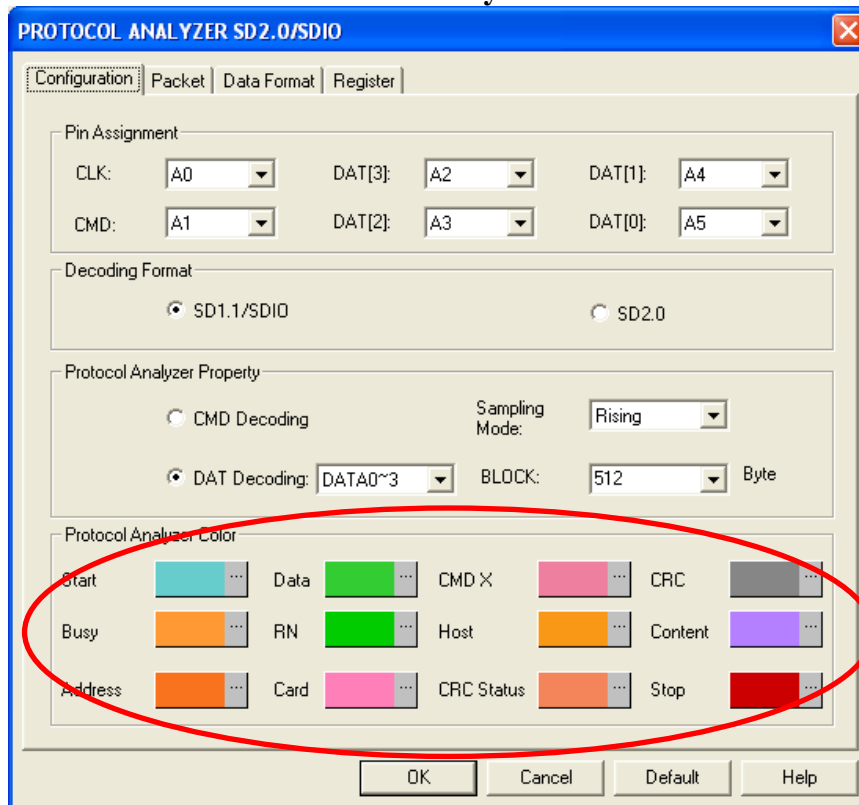 PROTOCOL ANALYZER SD2.0/SDIO
Configuration Packet Data Format Register
Pin Assignment
CLK: A0 DAT[3]: A2 DAT[1]: A4
CMD: A1 DAT[2]: A3 DAT[0]: A5
Decoding Format
SD1.1/SDIO SD2.0
Protocol Analyzer Property
CMD Decoding Sampling Mode: Rising
DAT Decoding: DATA0~3 BLOCK: 512 Byte
Protocol Analyzer Color
Start ... Data ... CMD X ... CRC ...
Busy ... RN ... Host ... Content ...
Address ... Card ... CRC Status ... Stop ...
OK Cancel Default Help